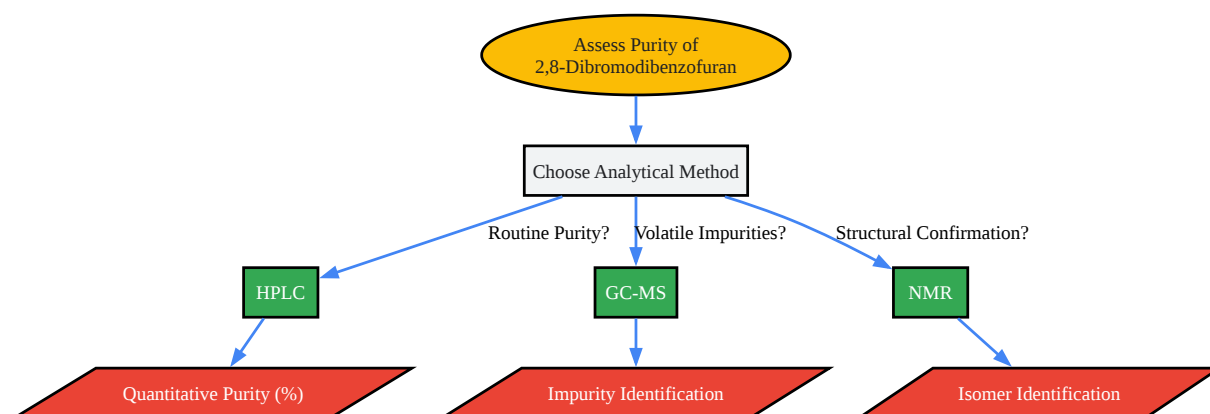 Assess Purity of
2,8-Dibromodibenzofuran
Choose Analytical Method
Routine Purity?
Volatile Impurities?
Structural Confirmation?
HPLC
GC-MS
NMR
Quantitative Purity (%)
Impurity Identification
Isomer Identification